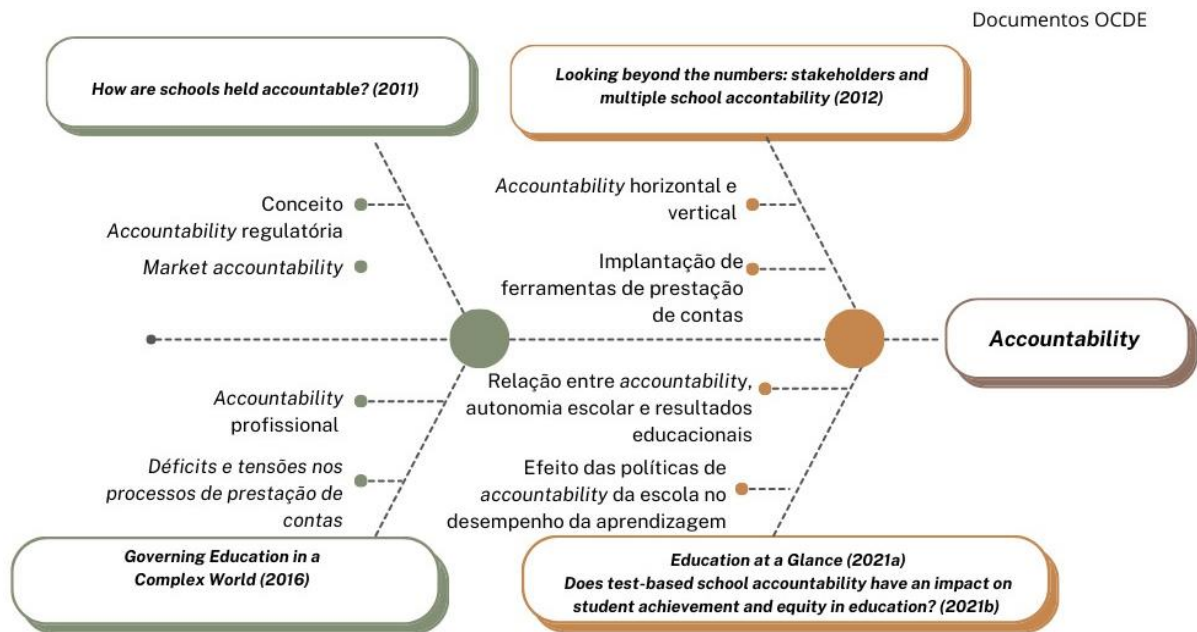 Documentos OCDE
How are schools held accountable? (2011)
Looking beyond the numbers: stakeholders and
multiple school accontability (2012)
Conceito
Accountability regulatória
Market accountability
Accountability horizontal e
vertical
Implantação de
ferramentas de prestação
de contas
Accountability
Accountability
profissional
Déficits e tensões nos
processos de prestação de
contas
Relação entre accountability,
autonomia escolar e resultados
educacionais
Efeito das políticas de
accountability da escola no
desempenho da aprendizagem
Governing Education in a
Complex World (2016)
Education at a Glance (2021a)
Does test-based school accountability have an impact on
student achievement and equity in education? (2021b)